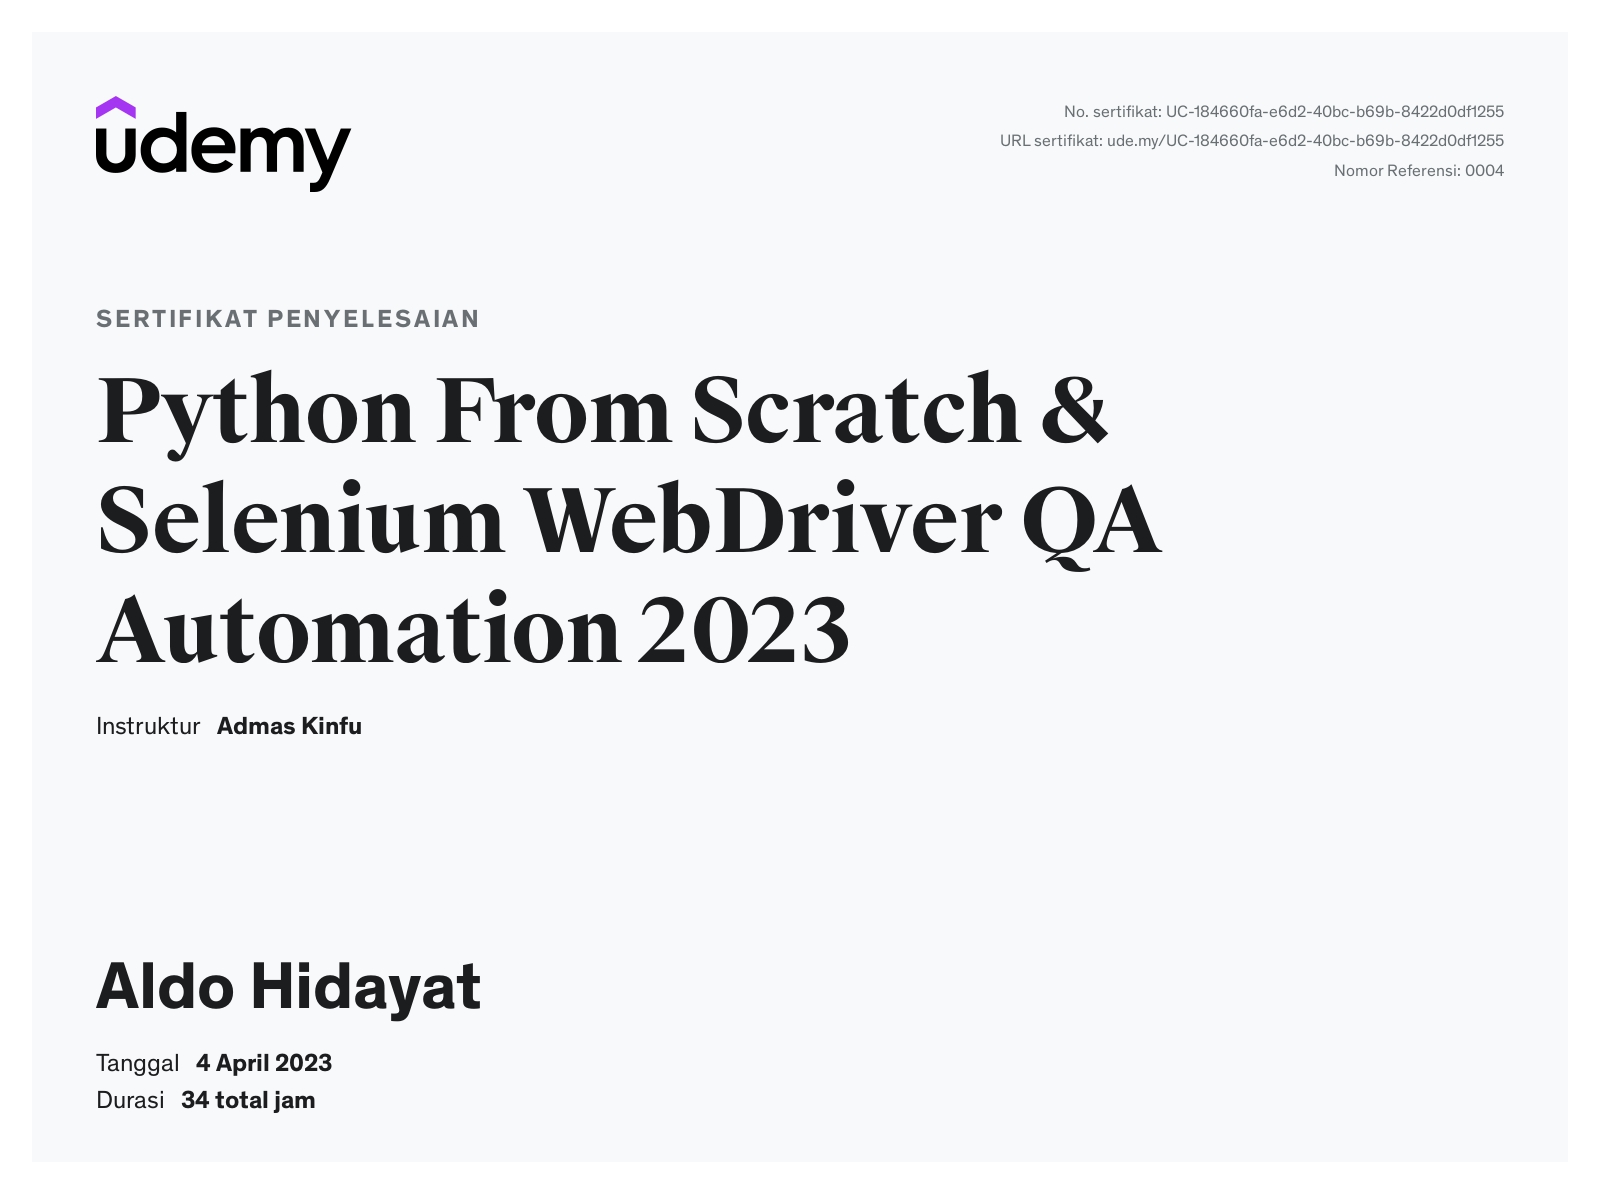 udemy
No. sertifikat: UC-184660fa-e6d2-40bc-b69b-8422d0df1255
URL sertifikat: ude.my/UC-184660fa-e6d2-40bc-b69b-8422d0df1255
Nomor Referensi: 0004
SERTIFIKAT PENYELESAIAN
Python From Scratch &
Selenium WebDriver QA
Automation 2023
Instruktur Admas Kinfu
Aldo Hidayat
Tanggal 4 April 2023
Durasi 34 total jam